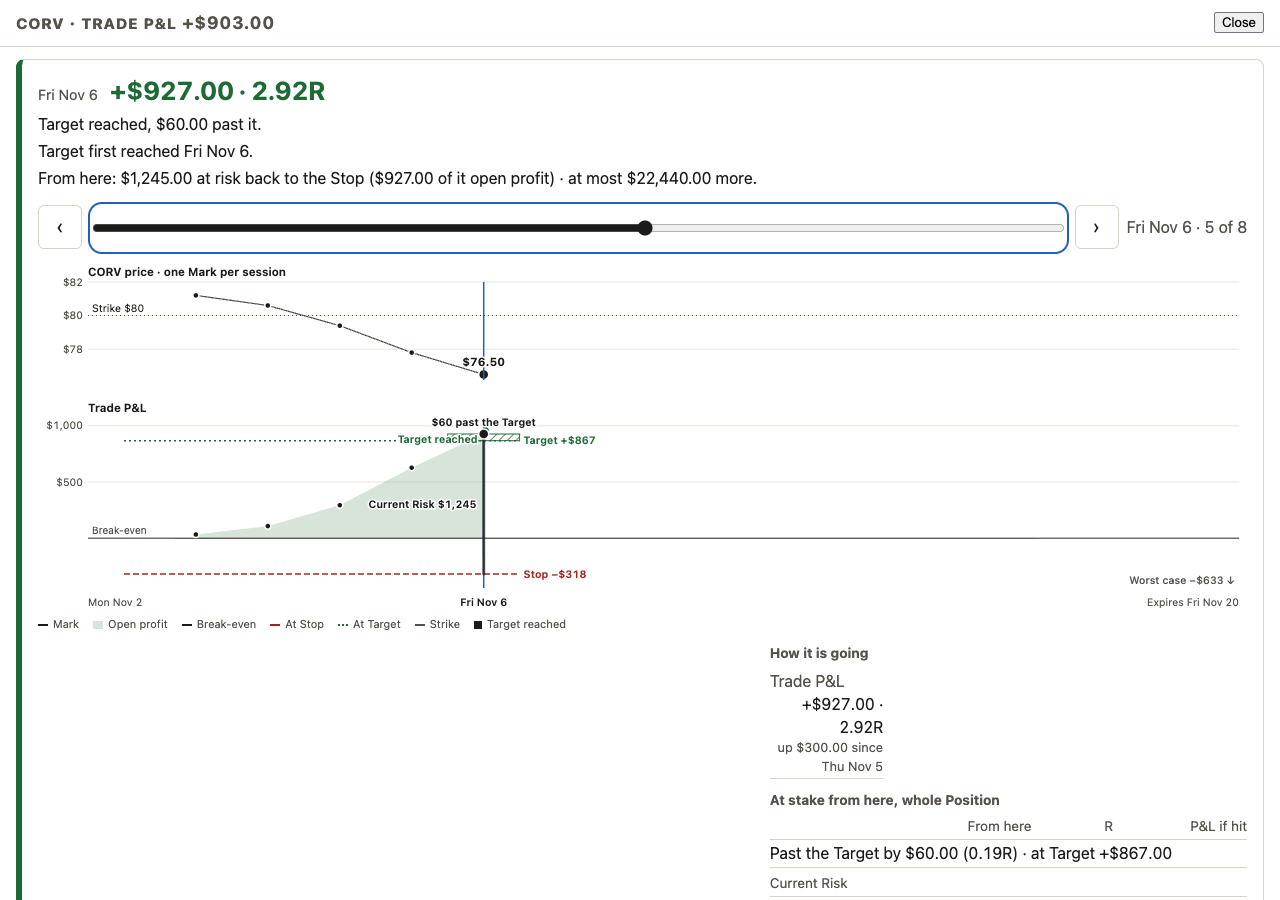 CORV · TRADE P&L +$903.00
Close
Fri Nov 6 +$927.00 · 2.92R
Target reached, $60.00 past it.
Target first reached Fri Nov 6.
From here: $1,245.00 at risk back to the Stop ($927.00 of it open profit) · at most $22,440.00 more.
‹
›
Fri Nov 6 · 5 of 8
CORV price · one Mark per session
$82
Strike $80
$80
$78
$76.50
Trade P&L
$60 past the Target
$1,000
Target reached
Target +$867
$500
Current Risk $1,245
Break-even
Stop −$318
Worst case −$633 ↓
Mon Nov 2
Fri Nov 6
Expires Fri Nov 20
Mark
Open profit
Break-even
At Stop
At Target
Strike
Target reached
How it is going
Trade P&L
+$927.00 ·
2.92R
up $300.00 since
Thu Nov 5
At stake from here, whole Position
From here R P&L if hit
Past the Target by $60.00 (0.19R) · at Target +$867.00
Current Risk